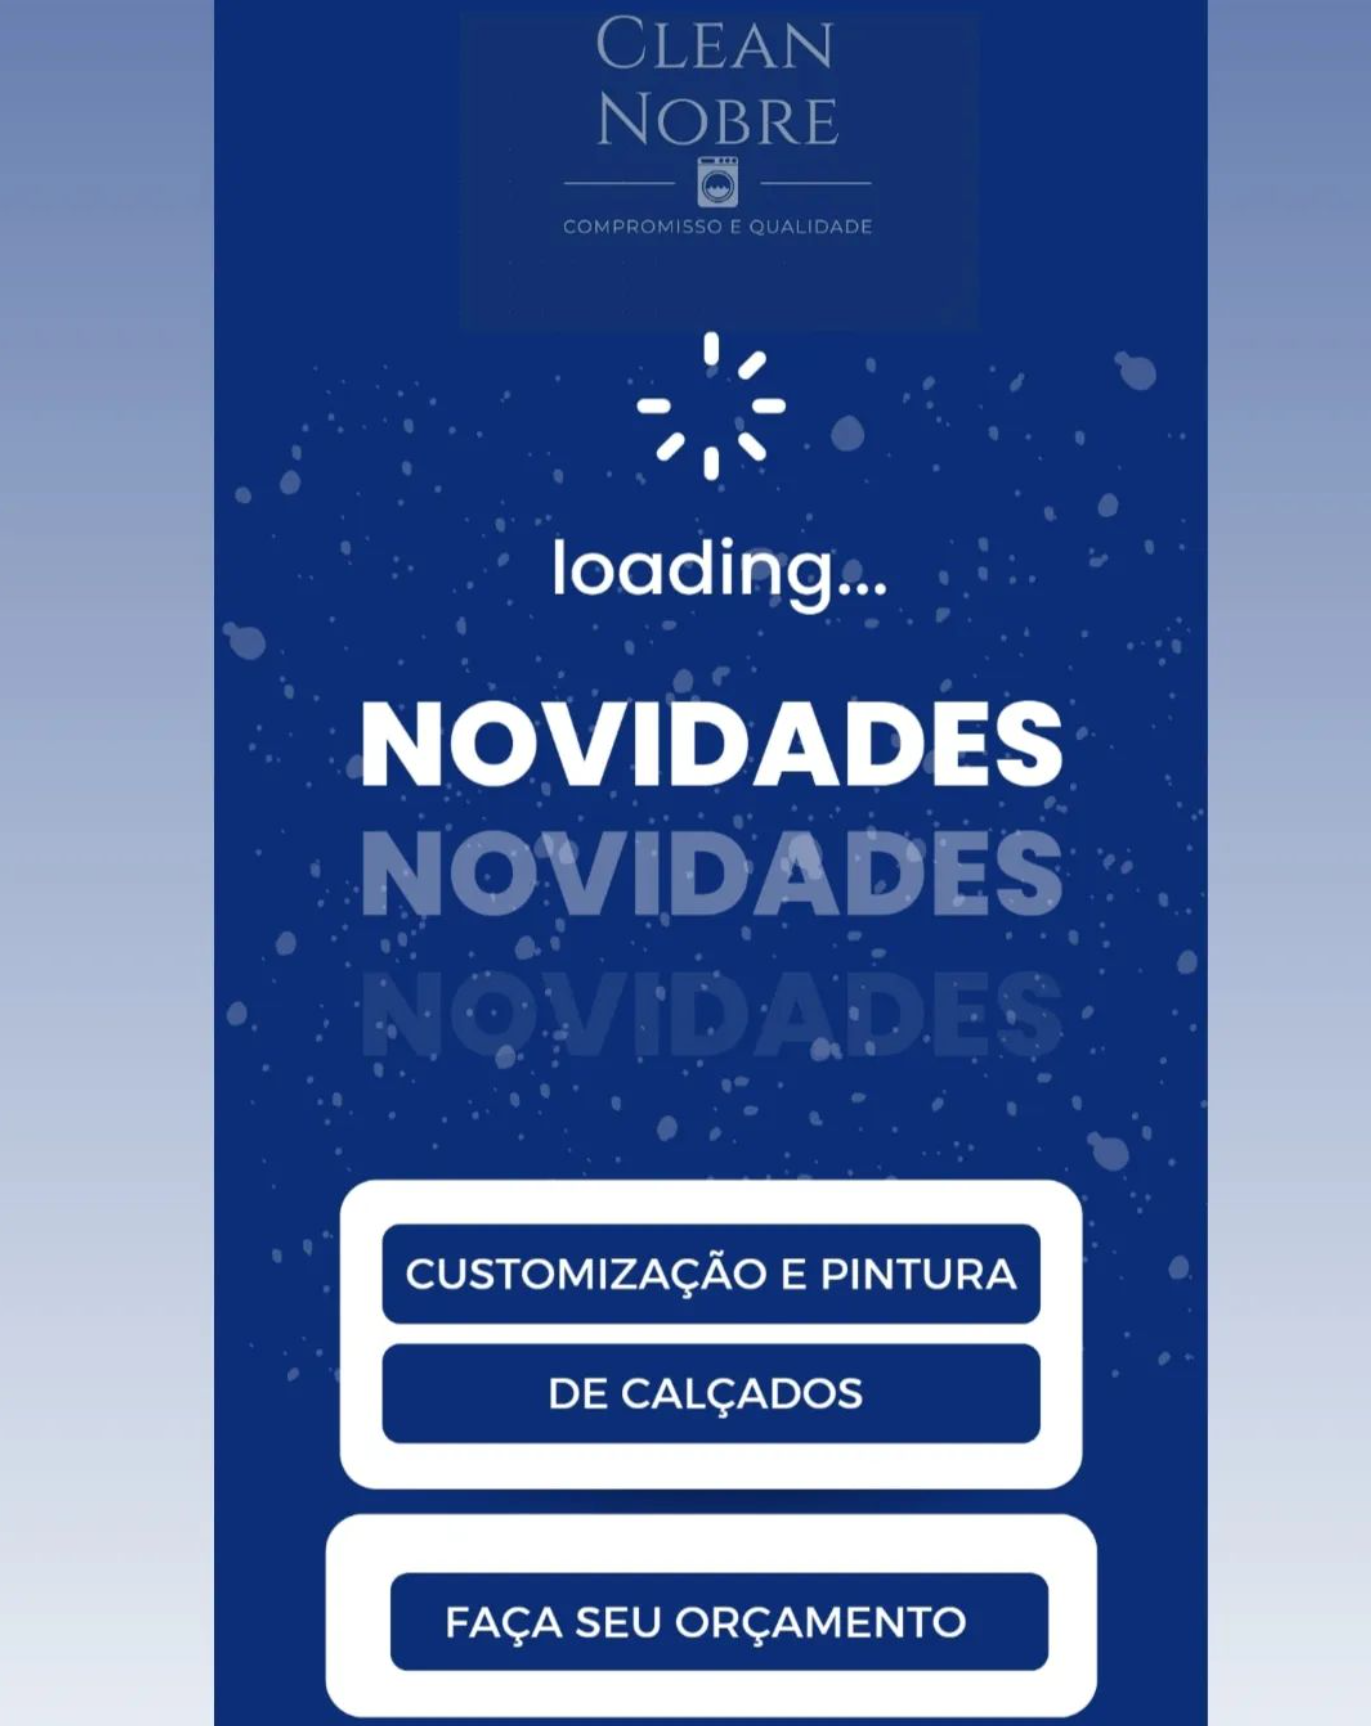 CLEAN
NOBRE
COMPROMISSO E QUALIDADE
loading...
NOVIDADES
NOVIDADES
NOVIDADES
CUSTOMIZAÇÃO E PINTURA
DE CALÇADOS
FAÇA SEU ORÇAMENTO